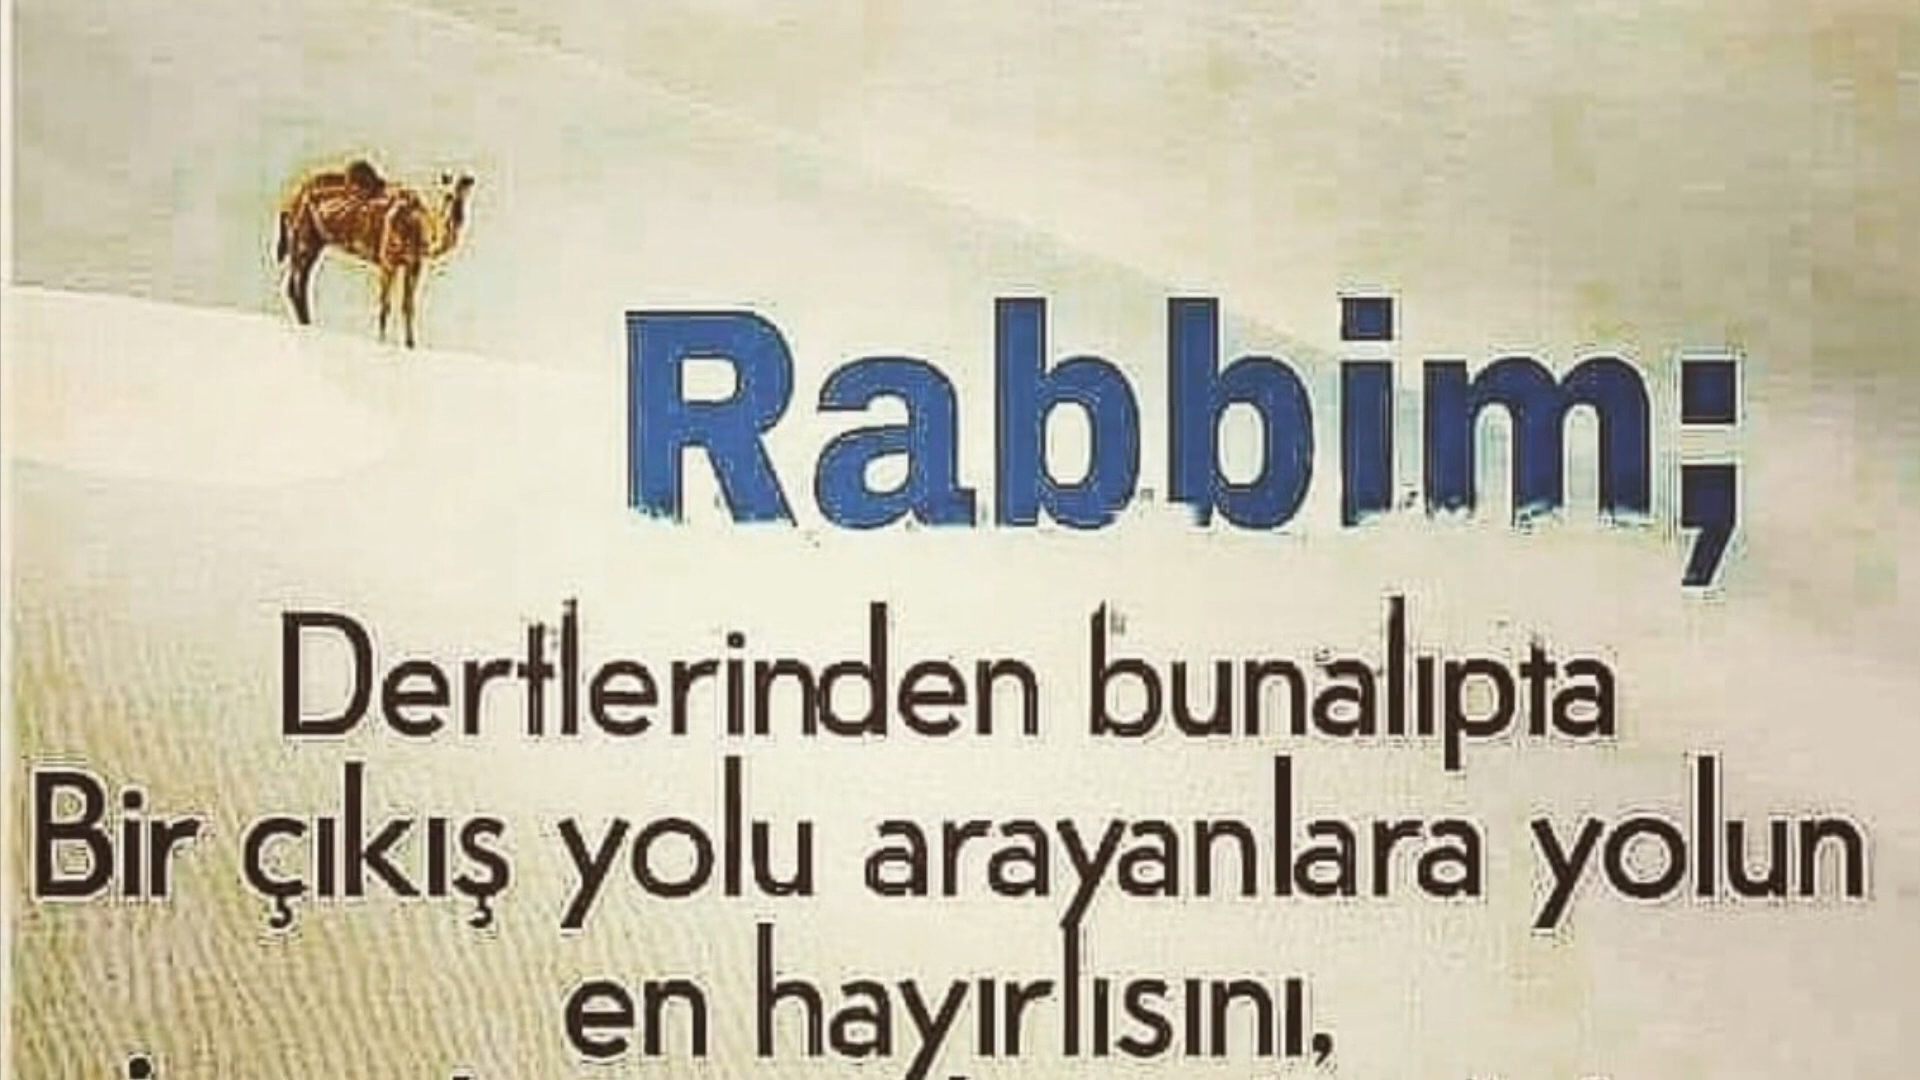 Rabbim;
Dertlerinden bunalıpta
Bir çıkış yolu arayanlara yolun
en hayırlısını,